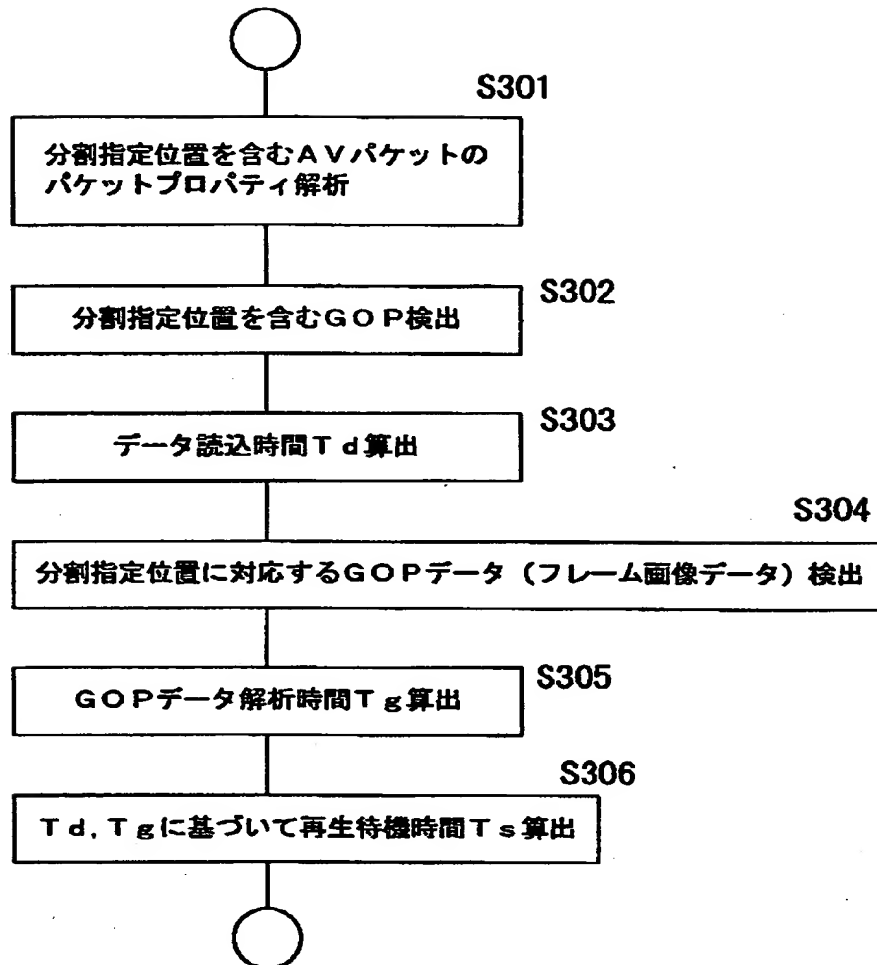 S301
分割指定位置を含むAVパケットの
パケットプロパティ解析
S302
分割指定位置を含むGOP検出
S303
データ読込時間Td算出
S304
分割指定位置に対応するGOPデータ（フレーム画像データ）検出
S305
GOPデータ解析時間Tg算出
S306
Td,Tgに基づいて再生待機時間Ts算出